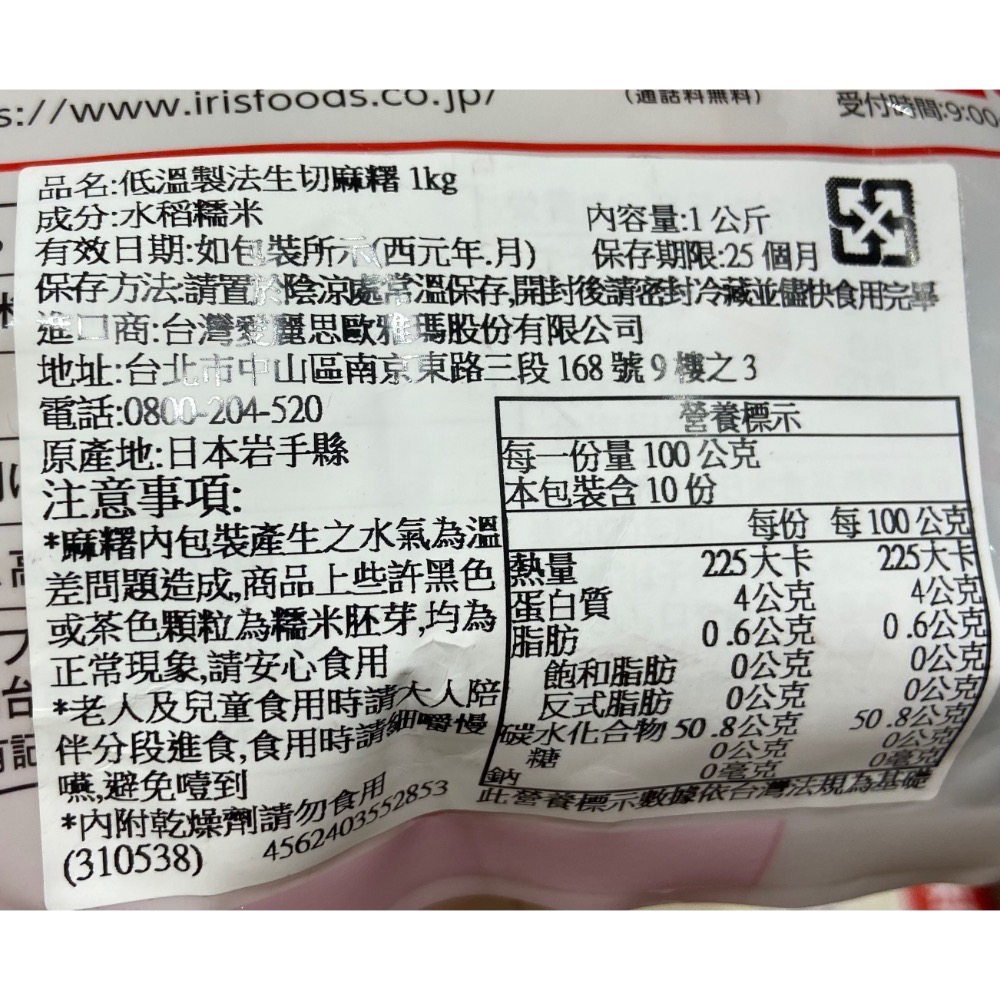 s://www.irisfoods.co.jp/
(通話料無料)
受付時間:9:00
品名:低溫製法生切麻糬 1kg
成分:水稻糯米
內容量:1 公斤
有效日期:如包裝所示(西元年.月)
保存期限:25 個月
保存方法:請置於陰涼處常溫保存,開封後請密封冷藏並儘快食用完畢
進口商:台灣愛麗思歐雅瑪股份有限公司
地址:台北市中山區南京東路三段 168 號 9 樓之 3
電話:0800-204-520
原產地:日本岩手縣
注意事項:
*麻糬內包裝產生之水氣為溫
差問題造成,商品上些許黑色
或茶色顆粒為糯米胚芽,均為
正常現象,請安心食用
*老人及兒童食用時請大人陪
伴分段進食,食用時請細嚼慢
嚥,避免噎到
*內附乾燥劑請勿食用
(310538)
4562403552853
營養標示
每一份量 100 公克
本包裝含 10 份
每份 每 100 公克
熱量 225大卡 225大卡
蛋白質 4公克 4公克
脂肪 0.6公克 0.6公克
飽和脂肪 0公克 0公克
反式脂肪 0公克 0公克
碳水化合物 50.8公克 50.8公克
糖 0公克 0公克
鈉 0毫克 0毫克
此營養標示數據依台灣法規為基礎